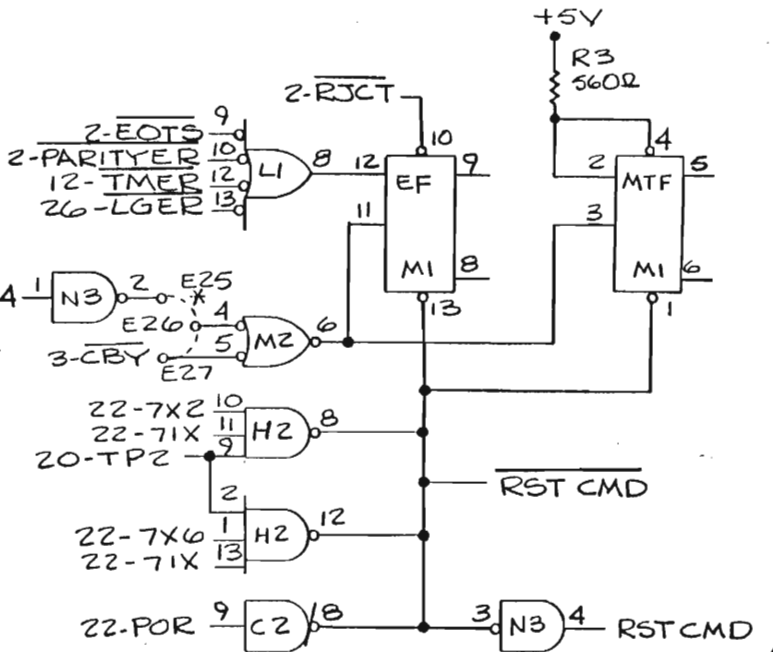 +5V
R3
560Ω
2-RJCT
10
4
9
2-EOTS
2-PARITYER 10
12-TMER 12
26-LGER 13
L1
8
12
EF
9
11
M1
8
13
2
MTF
5
3
M1
6
1
4
1
N3
2
E25
E26
4
3-CBY
5
E27
M2
6
22-7X2 10
22-71X 11
20-TP2 9
H2
8
2
22-7X6 1
22-71X 13
H2
12
RST CMD
22-POR
9
C2
8
3
N3
4
RST CMD